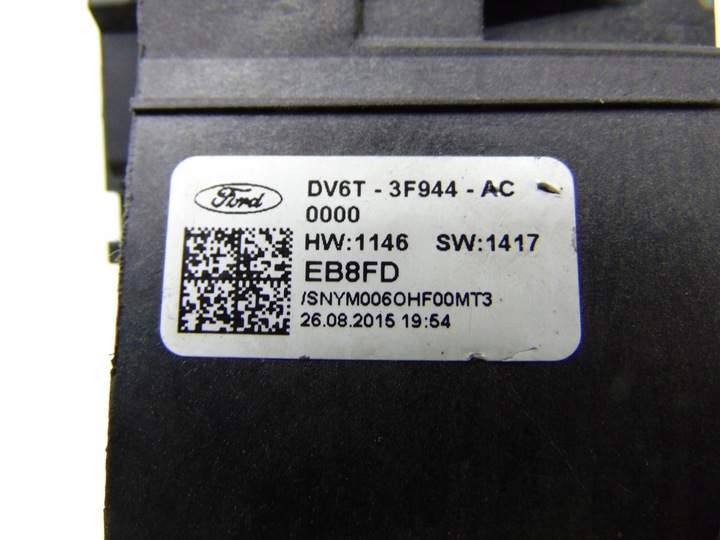 Ford
DV6T - 3F944 - AC
0000
HW:1146 SW:1417
EB8FD
/SNYM006OHF00MT3
26.08.2015 19:54